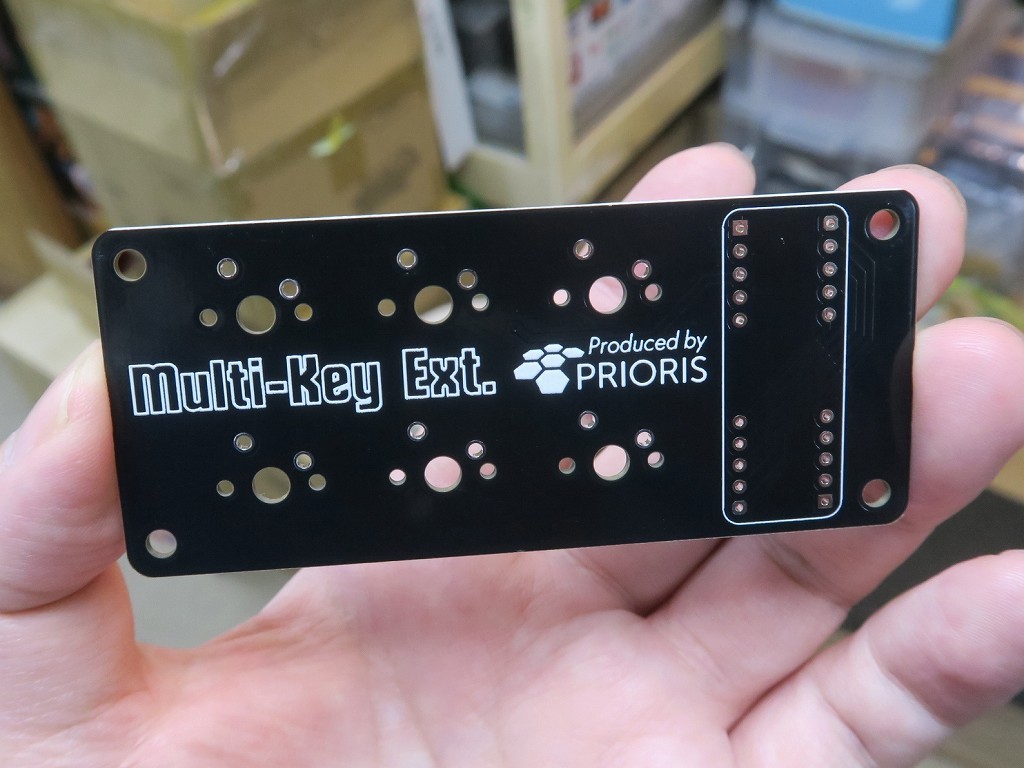 Multi-Key Ext.
Produced by
PRIORIS